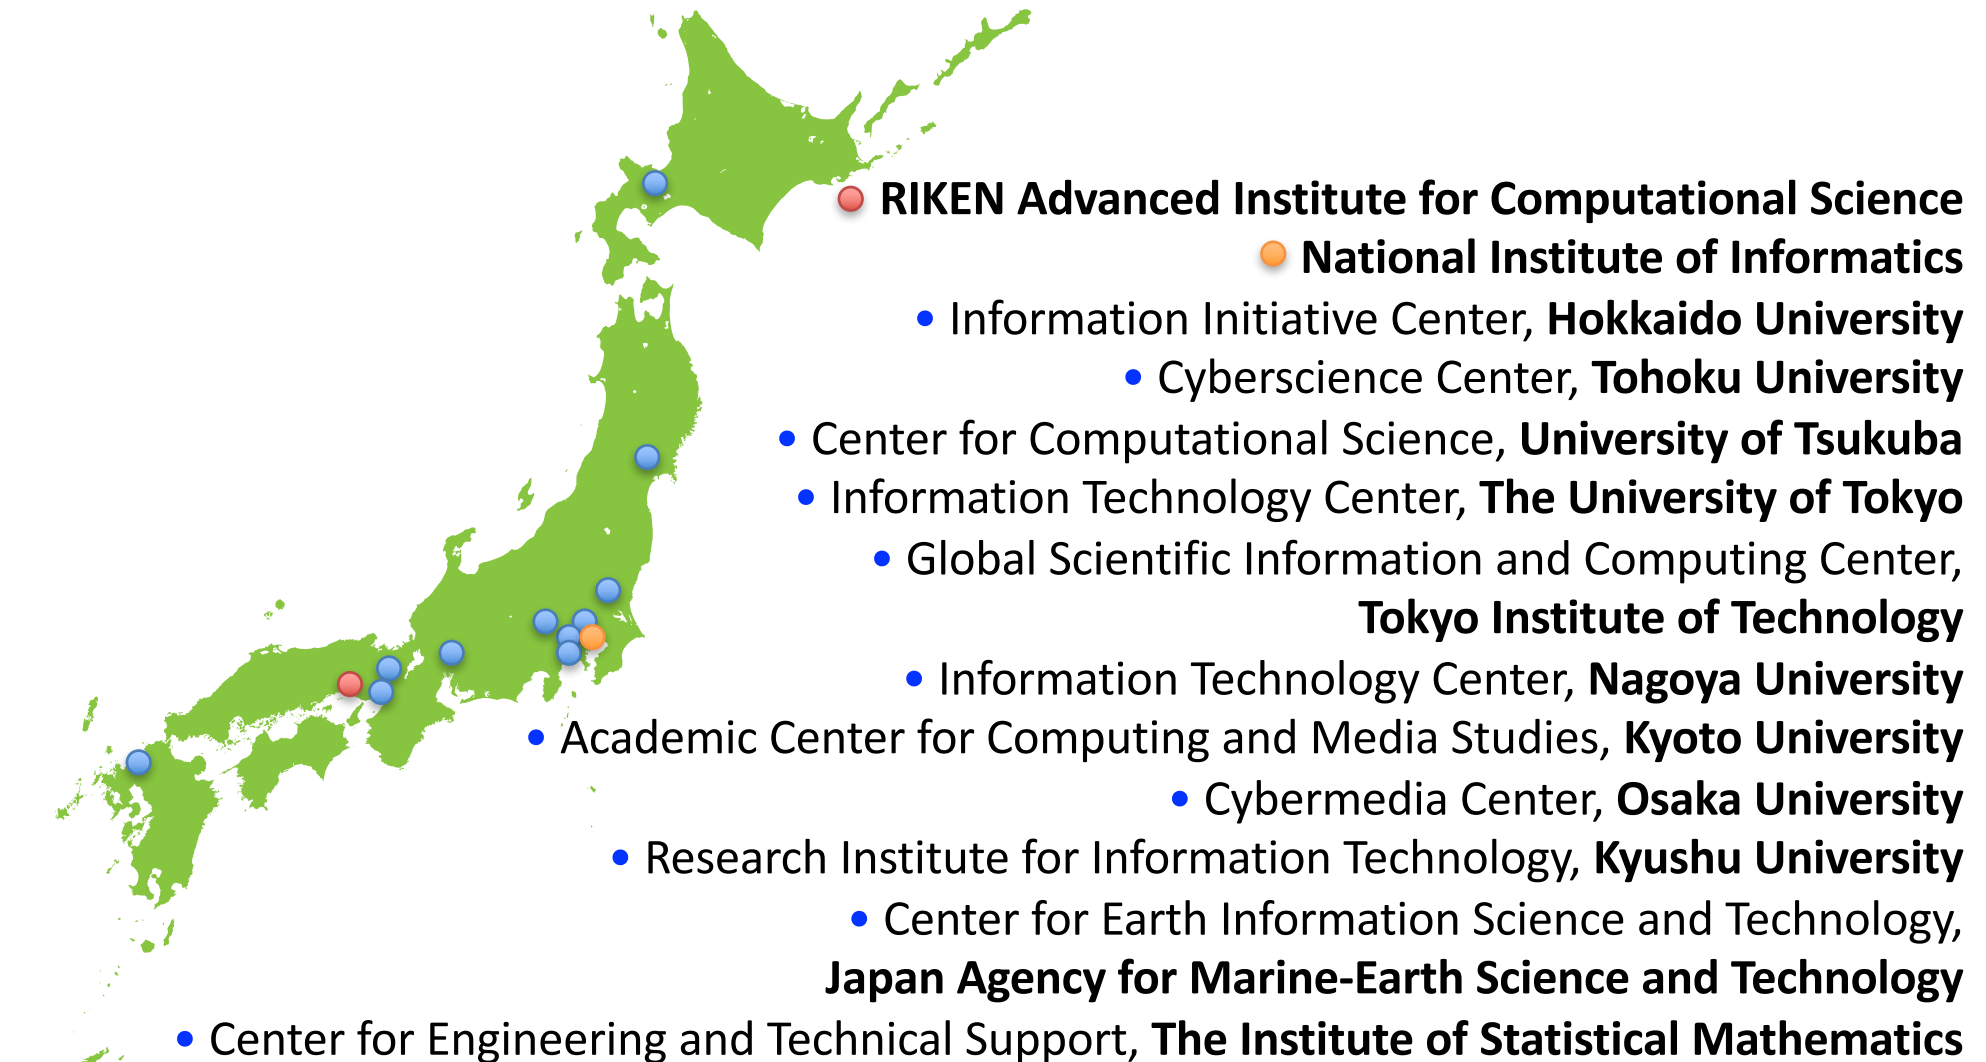 RIKEN Advanced Institute for Computational Science
National Institute of Informatics
• Information Initiative Center, Hokkaido University
• Cyberscience Center, Tohoku University
• Center for Computational Science, University of Tsukuba
• Information Technology Center, The University of Tokyo
• Global Scientific Information and Computing Center,
Tokyo Institute of Technology
• Information Technology Center, Nagoya University
• Academic Center for Computing and Media Studies, Kyoto University
• Cybermedia Center, Osaka University
• Research Institute for Information Technology, Kyushu University
• Center for Earth Information Science and Technology,
Japan Agency for Marine-Earth Science and Technology
• Center for Engineering and Technical Support, The Institute of Statistical Mathematics